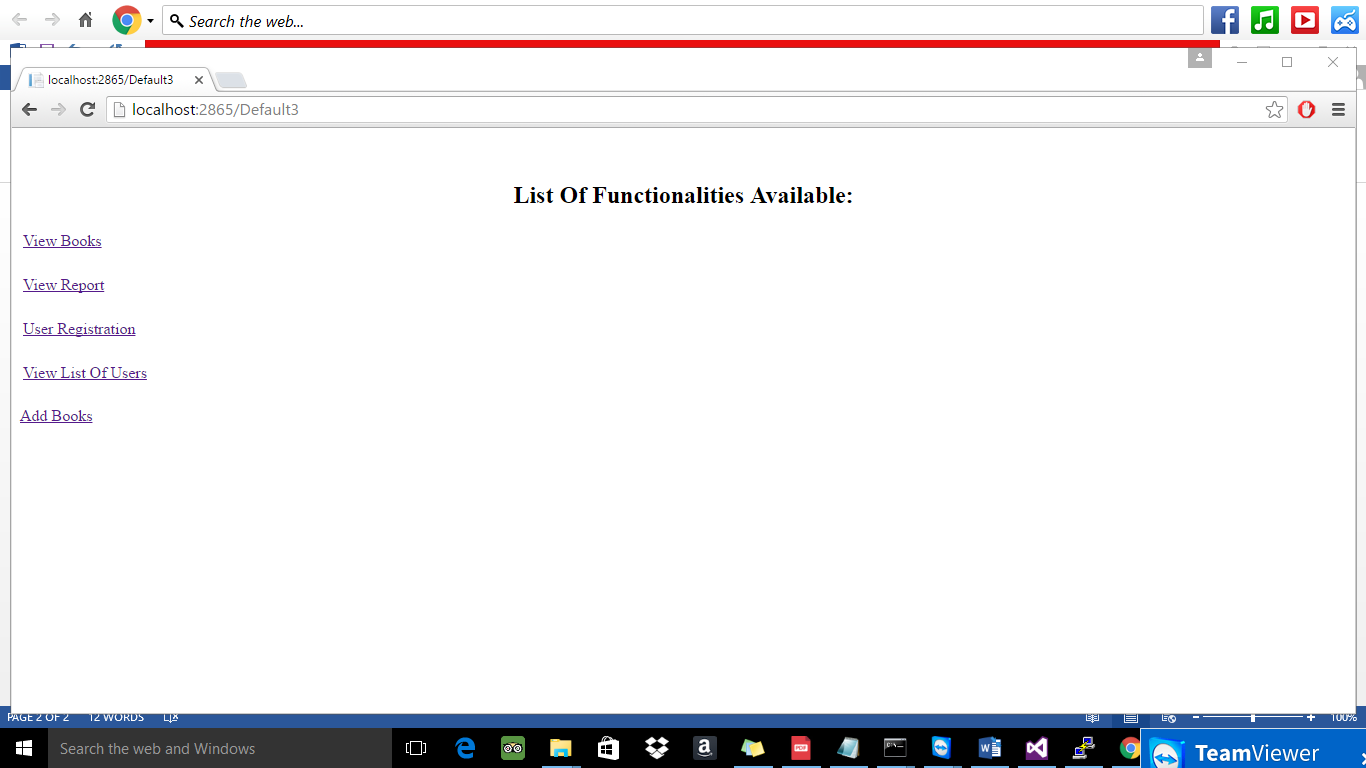 Search the web...
localhost:2865/Default3
localhost:2865/Default3
List Of Functionalities Available:
View Books
View Report
User Registration
View List Of Users
Add Books
PAGE 2 OF 2 12 WORDS 100%
Search the web and Windows
TeamViewer